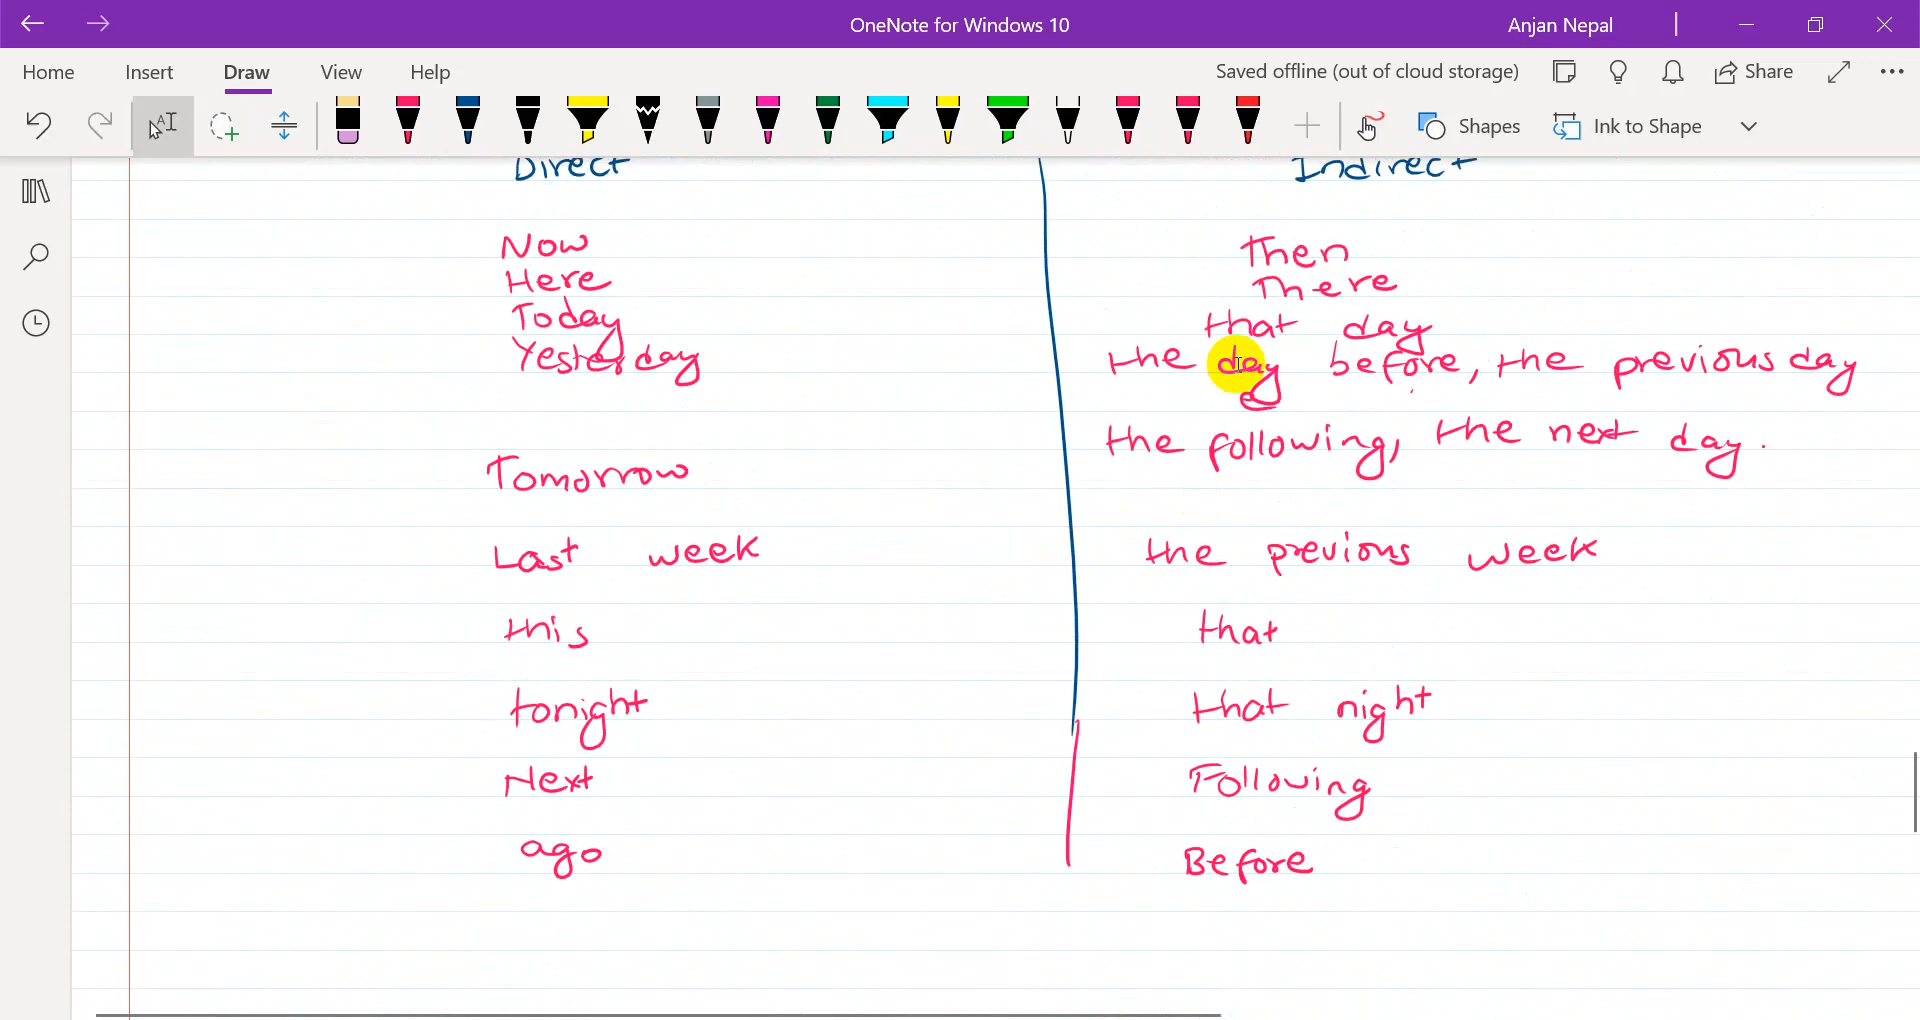 OneNote for Windows 10
Anjan Nepal
Home Insert Draw View Help
Saved offline (out of cloud storage)
Share
Shapes
Ink to Shape
Direct Indirect
Now Then
Here There
Today that day
Yesterday the day before, the previous day
Tomorrow the following, the next day.
Last week the previous week
this that
tonight that night
Next Following
ago Before